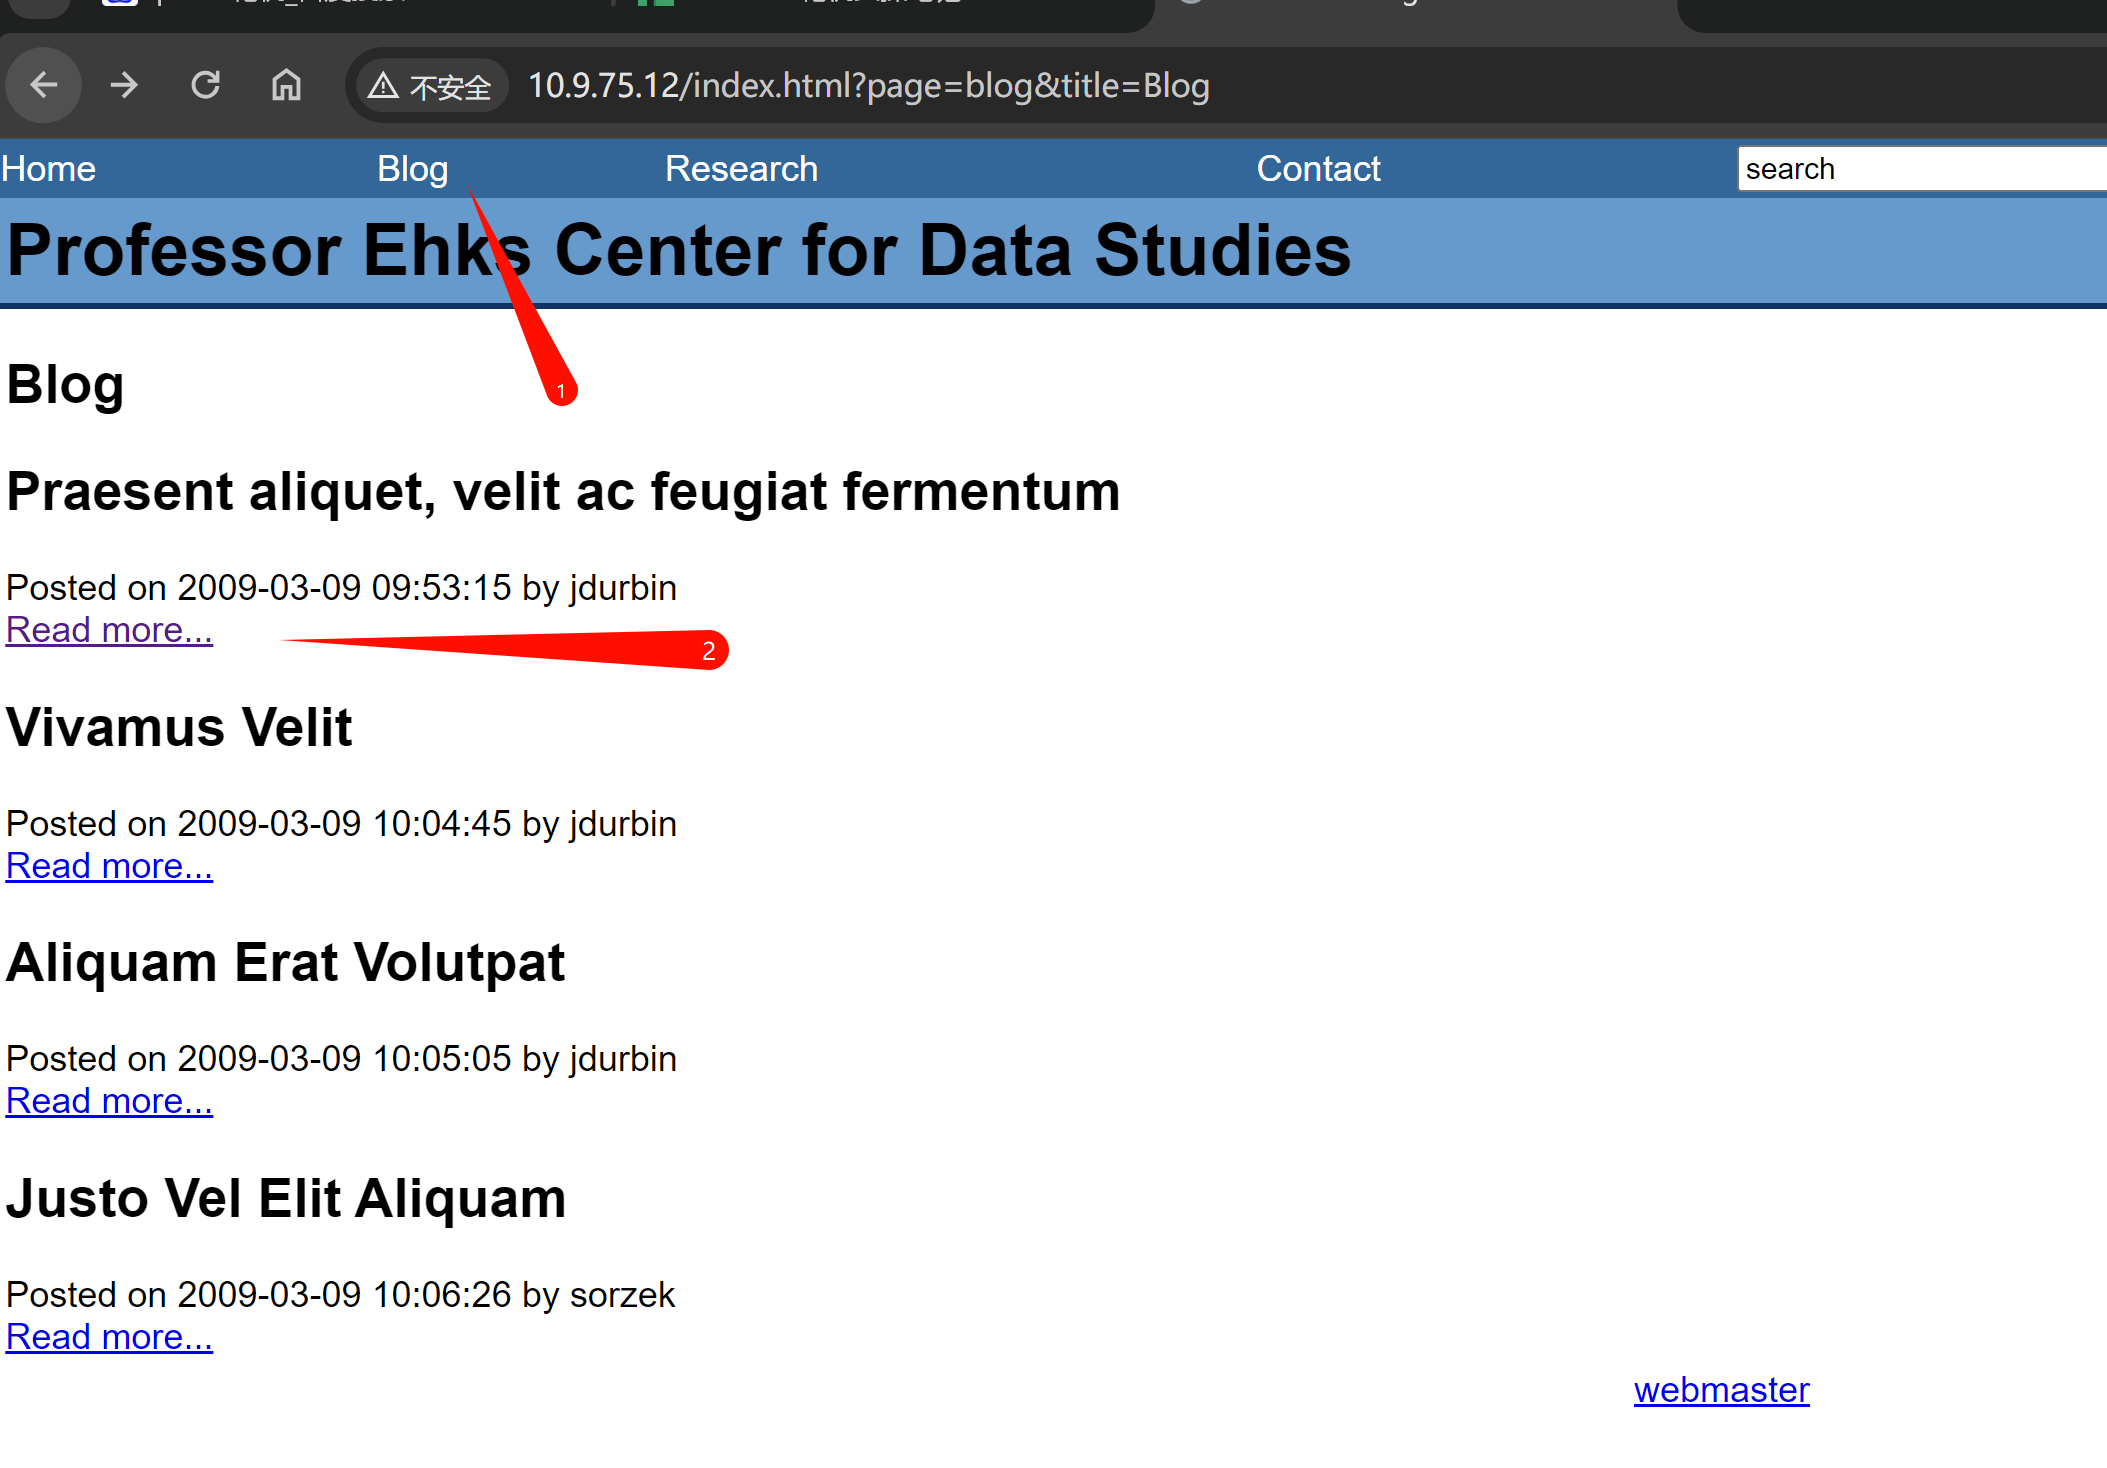 不安全 10.9.75.12/index.html?page=blog&title=Blog
Home Blog Research Contact search
Professor Ehks Center for Data Studies
Blog
1
Praesent aliquet, velit ac feugiat fermentum
Posted on 2009-03-09 09:53:15 by jdurbin
Read more...
2
Vivamus Velit
Posted on 2009-03-09 10:04:45 by jdurbin
Read more...
Aliquam Erat Volutpat
Posted on 2009-03-09 10:05:05 by jdurbin
Read more...
Justo Vel Elit Aliquam
Posted on 2009-03-09 10:06:26 by sorzek
Read more...
webmaster